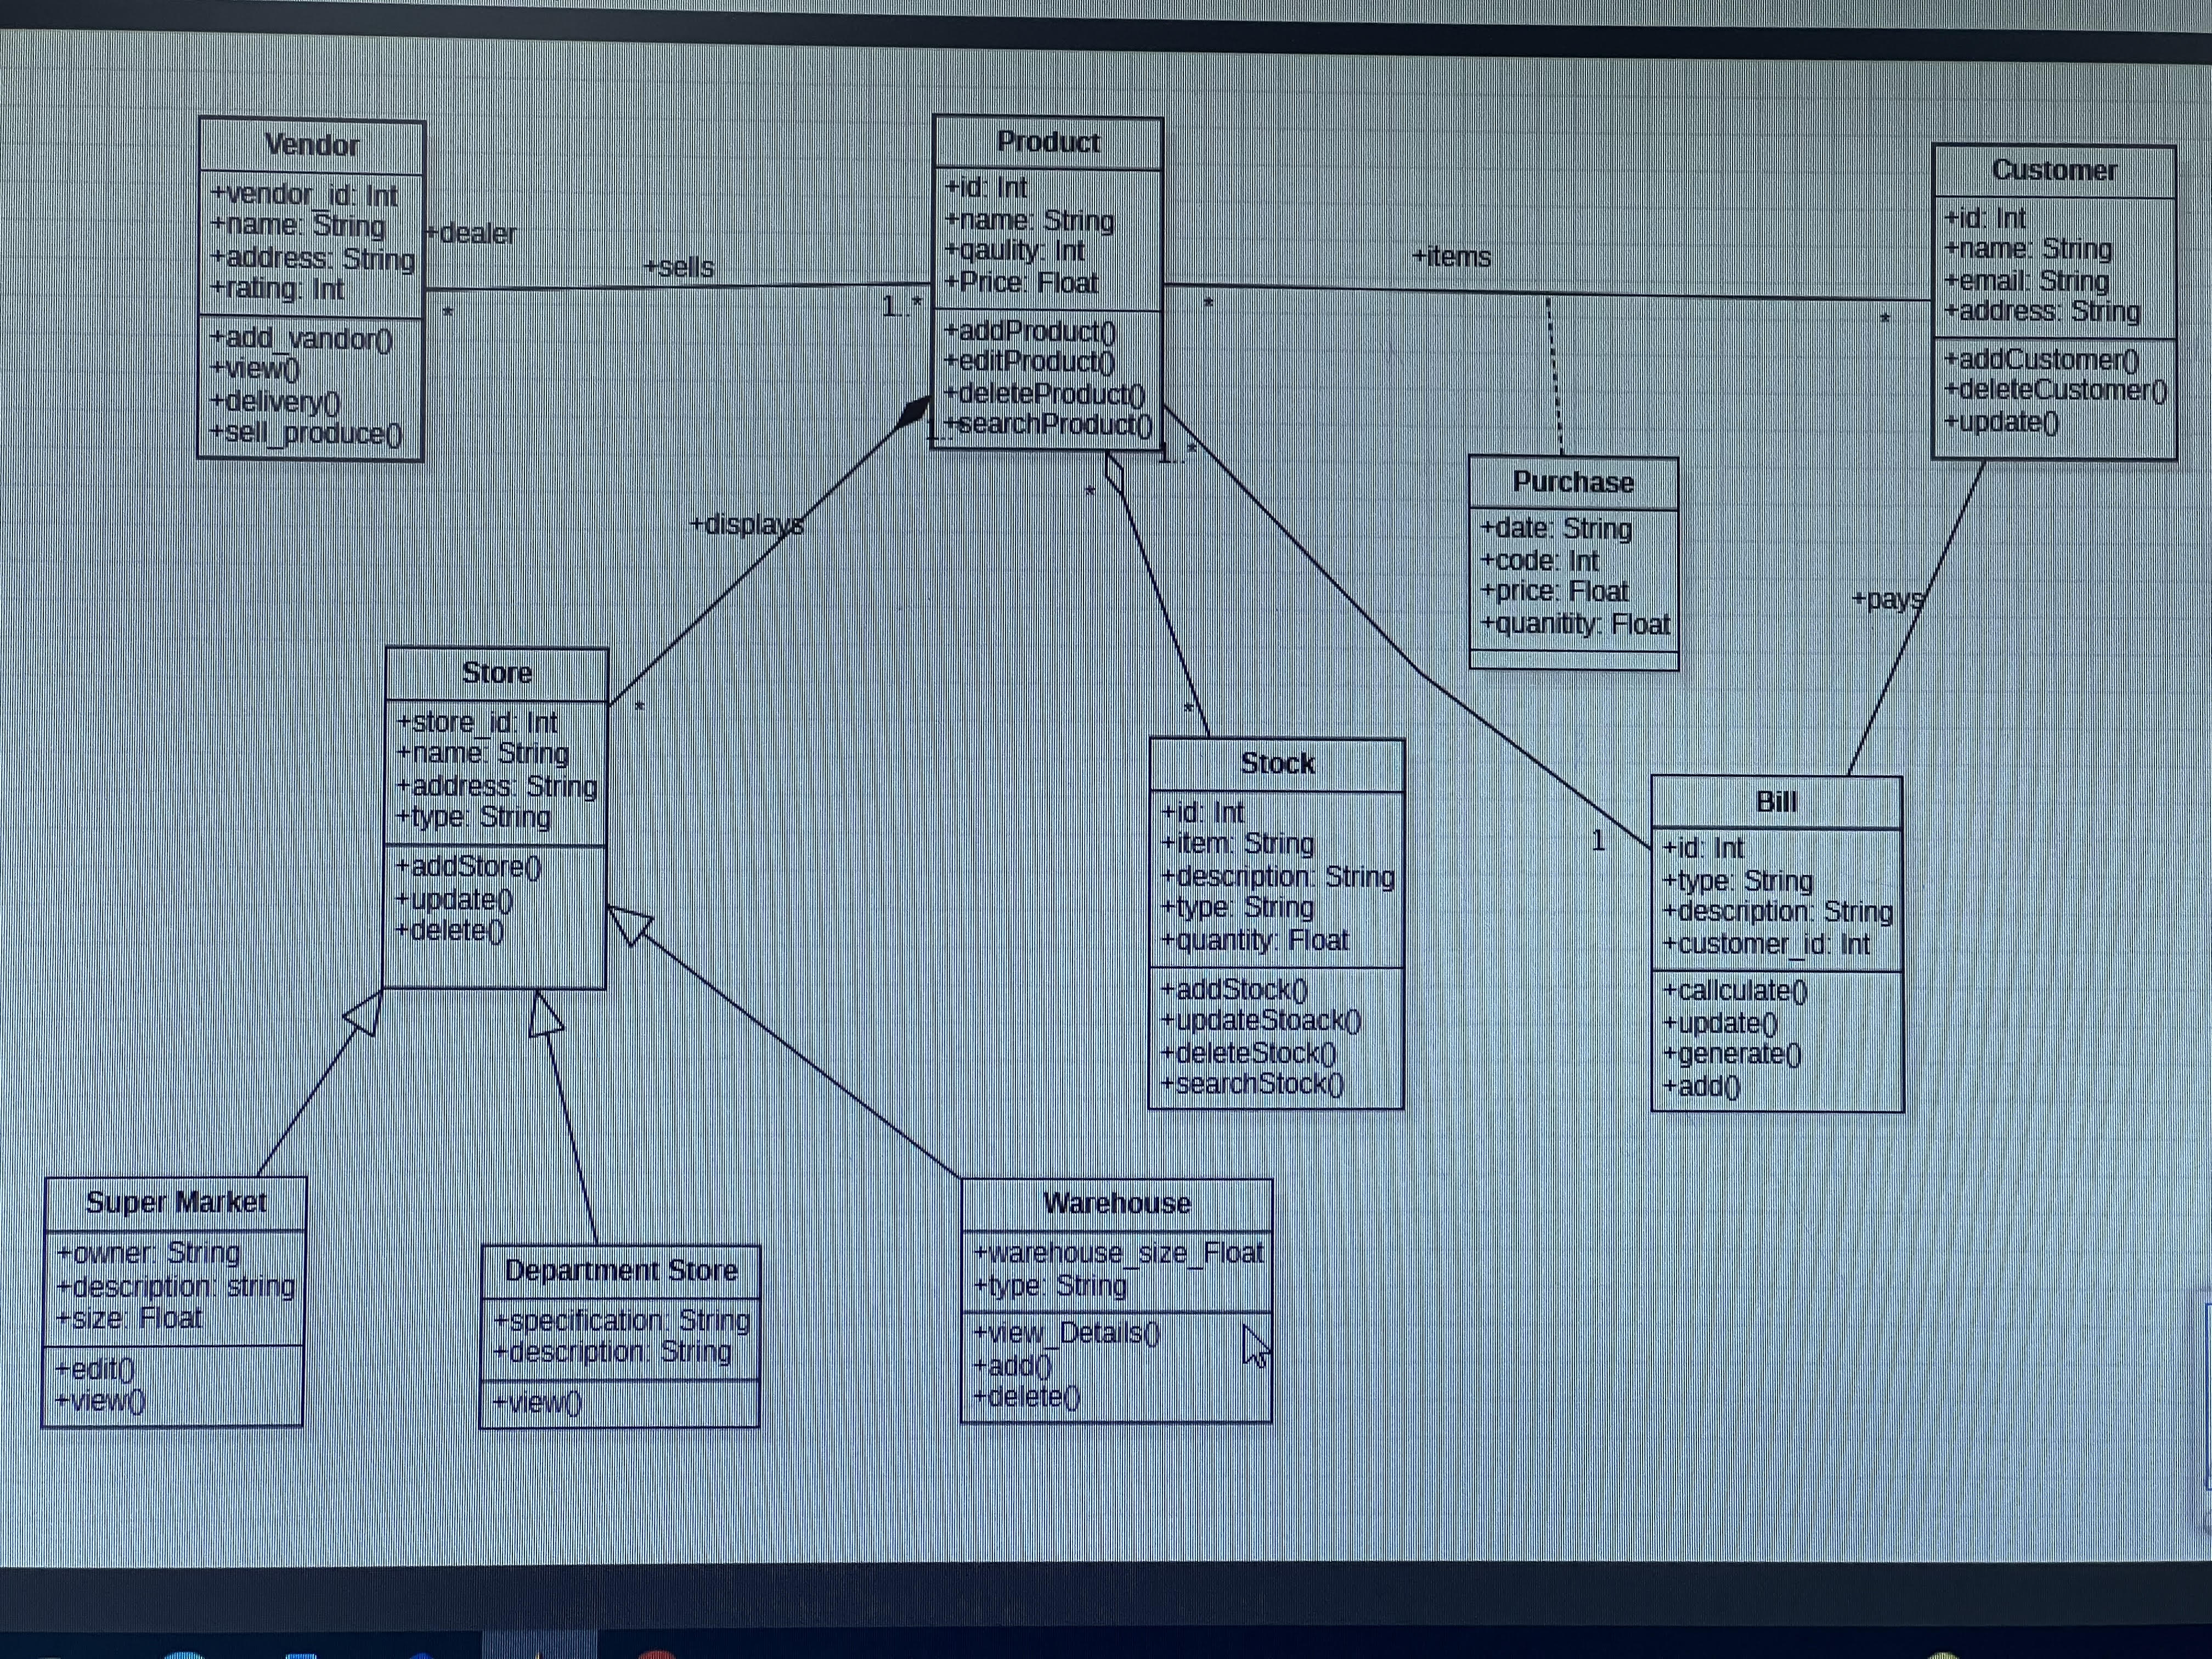 Vendor
+vendor_id: Int
+name: String
+address: String
+rating: Int
+add_vandor()
+view()
+delivery()
+sell_produce()
+dealer
*
+sells
1..*
Product
+id: Int
+name: String
+qaulity: Int
+Price: Float
+addProduct()
+editProduct()
+deleteProduct()
+searchProduct()
*
+items
*
Customer
+id: Int
+name: String
+email: String
+address: String
+addCustomer()
+deleteCustomer()
+update()
1..*
*
+displays
*
Purchase
+date: String
+code: Int
+price: Float
+quanitity: Float
+pays
Store
+store_id: Int
+name: String
+address: String
+type: String
+addStore()
+update()
+delete()
*
Stock
+id: Int
+item: String
+description: String
+type: String
+quantity: Float
+addStock()
+updateStoack()
+deleteStock()
+searchStock()
1
Bill
+id: Int
+type: String
+description: String
+customer_id: Int
+callculate()
+update()
+generate()
+add()
Super Market
+owner: String
+description: string
+size: Float
+edit()
+view()
Department Store
+specification: String
+description: String
+view()
Warehouse
+warehouse_size_Float
+type: String
+view_Details()
+add()
+delete()